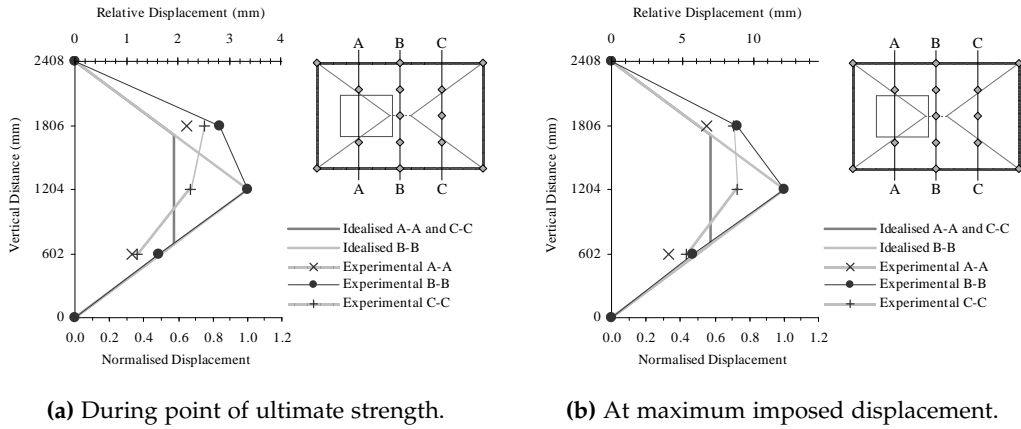 Relative Displacement (mm)
0 1 2 3 4
2408
1806
1204
602
0
Vertical Distance (mm)
0.0 0.2 0.4 0.6 0.8 1.0 1.2
Normalised Displacement
A B C
A B C
Idealised A-A and C-C
Idealised B-B
Experimental A-A
Experimental B-B
Experimental C-C
(a) During point of ultimate strength.
Relative Displacement (mm)
0 2 4 6 8 10
2408
1806
1204
602
0
Vertical Distance (mm)
0.0 0.2 0.4 0.6 0.8 1.0 1.2
Normalised Displacement
A B C
A B C
Idealised A-A and C-C
Idealised B-B
Experimental A-A
Experimental B-B
Experimental C-C
(b) At maximum imposed displacement.